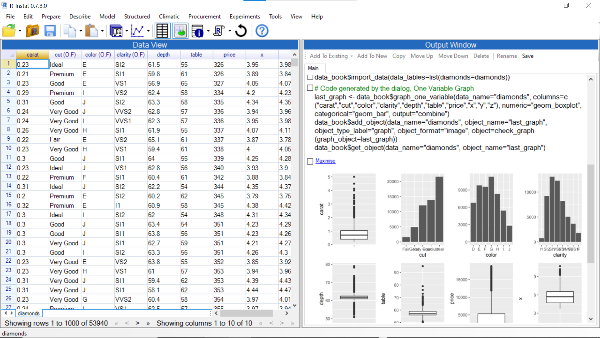 R-Instat 0.7.8.0
File Edit Prepare Describe Model Structured Climatic Procurement Experiments Tools View Help
Data View
carat cut (O.F) color (O.F) clarity (O.F) depth table price x y
1 0.23 Ideal E SI2 61.5 55 326 3.95 3.98
2 0.21 Premium E SI1 59.8 61 326 3.89 3.84
3 0.23 Good E VS1 56.9 65 327 4.05 4.07
4 0.29 Premium I VS2 62.4 58 334 4.2 4.23
5 0.31 Good J SI2 63.3 58 335 4.34 4.35
6 0.24 Very Good J VVS2 62.8 57 336 3.94 3.96
7 0.24 Very Good I VVS1 62.3 57 336 3.95 3.98
8 0.26 Very Good H SI1 61.9 55 337 4.07 4.11
9 0.22 Fair E VS2 65.1 61 337 3.87 3.78
10 0.23 Very Good H VS1 59.4 61 338 4 4.05
11 0.3 Good J SI1 64 55 339 4.25 4.28
12 0.23 Ideal J VS1 62.8 56 340 3.93 3.9
13 0.22 Premium F SI1 60.4 61 342 3.88 3.84
14 0.31 Ideal J SI2 62.2 54 344 4.35 4.37
15 0.2 Premium E SI2 60.2 62 345 3.79 3.75
16 0.32 Premium E I1 60.9 58 345 4.38 4.42
17 0.3 Ideal I SI2 62 54 348 4.31 4.34
18 0.3 Good J SI1 63.4 54 351 4.23 4.29
19 0.3 Good J SI1 63.8 56 351 4.23 4.26
20 0.3 Very Good J SI1 62.7 59 351 4.21 4.27
21 0.3 Good I SI2 63.3 56 351 4.26 4.3
22 0.23 Very Good E VS2 63.8 55 352 3.85 3.92
23 0.23 Very Good H VS1 61 57 353 3.94 3.96
24 0.31 Very Good J SI1 59.4 62 353 4.39 4.43
25 0.31 Very Good J SI1 58.1 62 353 4.44 4.47
26 0.23 Very Good G VVS2 60.4 58 354 3.97 4.01
diamonds
Showing rows 1 to 1000 of 53940 Showing columns 1 to 10 of 10
diamonds
Output Window
Add To Existing Add To New Copy Move Up Move Down Delete Rename Save
Main
data_book$import_data(data_tables=list(diamonds=diamonds))
# Code generated by the dialog, One Variable Graph
last_graph <- data_book$graph_one_variable(data_name="diamonds", columns=c
("carat","cut","color","clarity","depth","table","price","x","y","z"), numeric="geom_boxplot",
categorical="geom_bar", output="combine")
data_book$add_object(data_name="diamonds", object_name="last_graph",
object_type_label="graph", object_format="image", object=check_graph
(graph_object=last_graph))
data_book$get_object(data_name="diamonds", object_name="last_graph")
Maximise
carat cut color clarity
depth table price x